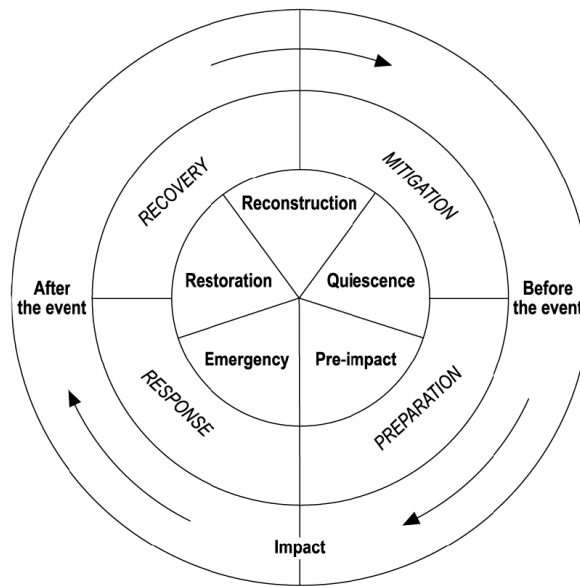 RECOVERY
MITIGATION
Reconstruction
After
the event
Restoration
Quiescence
Before
the event
Emergency
Pre-impact
RESPONSE
PREPARATION
Impact